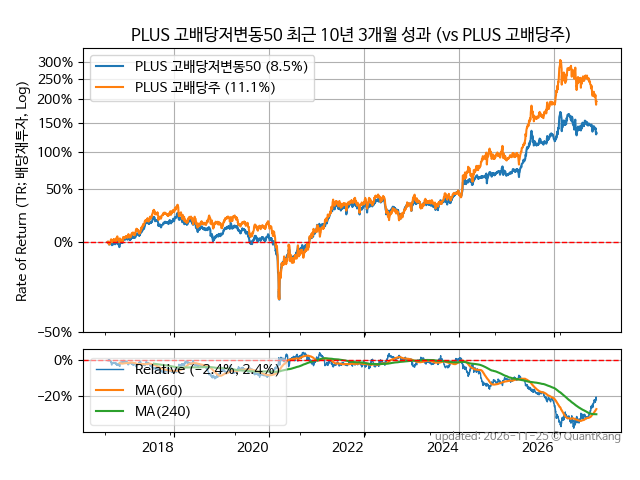 PLUS 고배당저변동50 최근 10년 3개월 성과 (vs PLUS 고배당주)
Rate of Return (TR: 배당재투자, Log)
300%
250%
200%
150%
100%
50%
0%
−50%
PLUS 고배당저변동50 (8.5%)
PLUS 고배당주 (11.1%)
0%
−20%
Relative (−2.4%, 2.4%)
MA(60)
MA(240)
2018
2020
2022
2024
2026
updated: 2026-11-25 © QuantKang